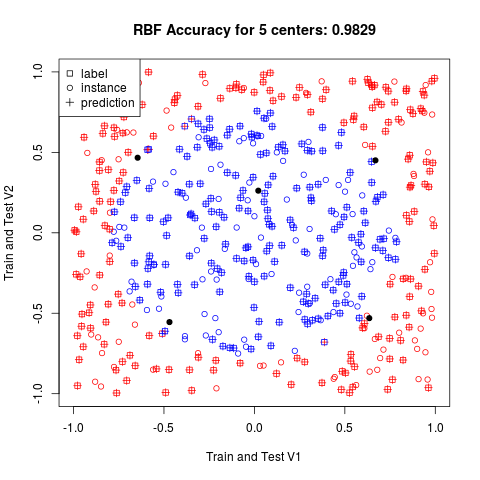 RBF Accuracy for 5 centers: 0.9829
label
instance
prediction
1.0
0.5
0.0
-0.5
-1.0
Train and Test V2
-1.0 -0.5 0.0 0.5 1.0
Train and Test V1